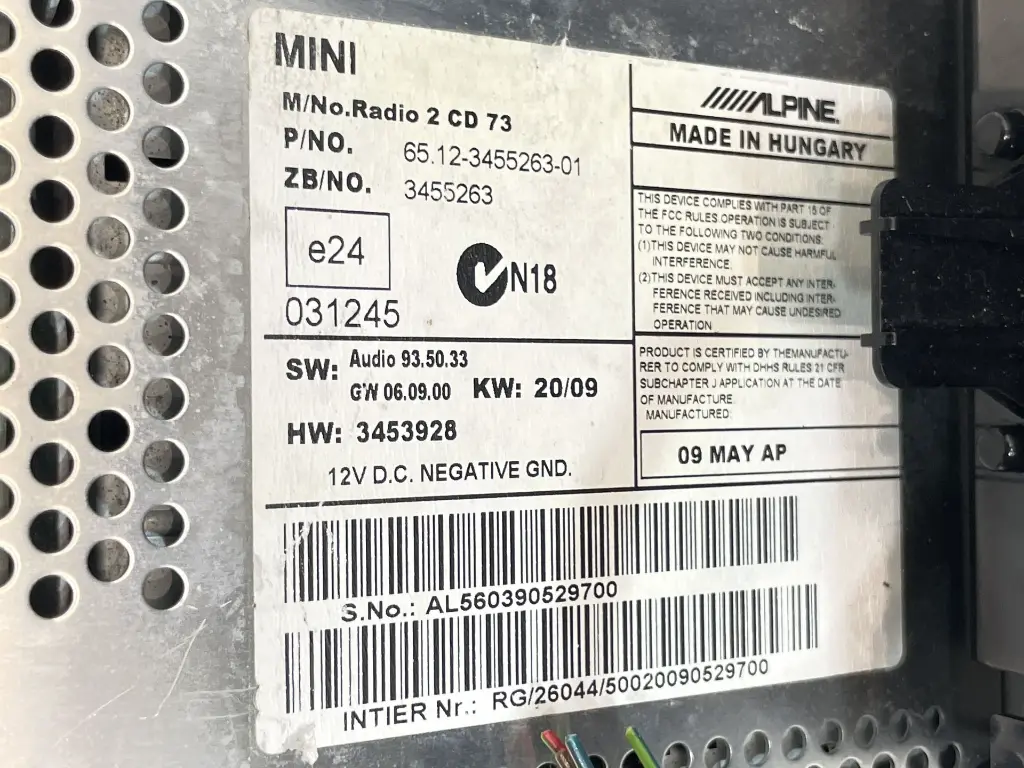 MINI
M/No.Radio 2 CD 73
P/NO. 65.12-3455263-01
ZB/NO. 3455263
e24
031245
N18
SW: Audio 93.50.33
GW 06.09.00 KW: 20/09
HW: 3453928
12V D.C. NEGATIVE GND.
ALPINE
MADE IN HUNGARY
THIS DEVICE COMPLIES WITH PART 15 OF
THE FCC RULES OPERATION IS SUBJECT
TO THE FOLLOWING TWO CONDITIONS:
(1)THIS DEVICE MAY NOT CAUSE HARMFUL
INTERFERENCE.
(2)THIS DEVICE MUST ACCEPT ANY INTER-
FERENCE RECEIVED INCLUDING INTER-
FERENCE THAT MAY CAUSE UNDESIRED
OPERATION
PRODUCT IS CERTIFIED BY THEMANUFACTU-
RER TO COMPLY WITH DHHS RULES 21 CFR
SUBCHAPTER J APPLICATION AT THE DATE
OF MANUFACTURE.
MANUFACTURED:
09 MAY AP
S.No.: AL560390529700
INTIER Nr.: RG/26044/50020090529700